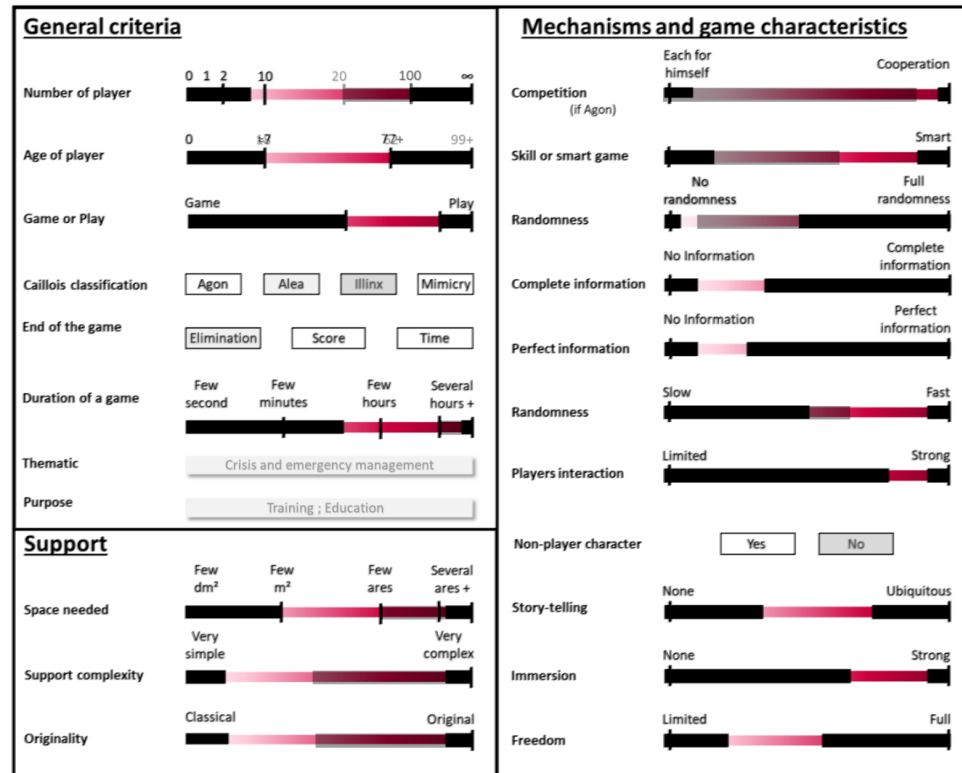 General criteria
0 1 2 10 20 100 ∞
Number of player
0 77+ 99+
Age of player
Game Play
Game or Play
Caillois classification Agon Alea Illinx Mimicry
End of the game
Elimination Score Time
Few second Few minutes Few hours Several hours +
Duration of a game
Thematic Crisis and emergency management
Purpose Training ; Education
Support
Few dm² Few m² Few ares Several ares +
Space needed
Very simple Very complex
Support complexity
Classical Original
Originality
Mechanisms and game characteristics
Each for himself Cooperation
Competition
(if Agon)
Smart
Skill or smart game
No randomness Full randomness
Randomness
No Information Complete information
Complete information
No Information Perfect information
Perfect information
Slow Fast
Randomness
Limited Strong
Players interaction
Non-player character Yes No
None Ubiquitous
Story-telling
None Strong
Immersion
Limited Full
Freedom